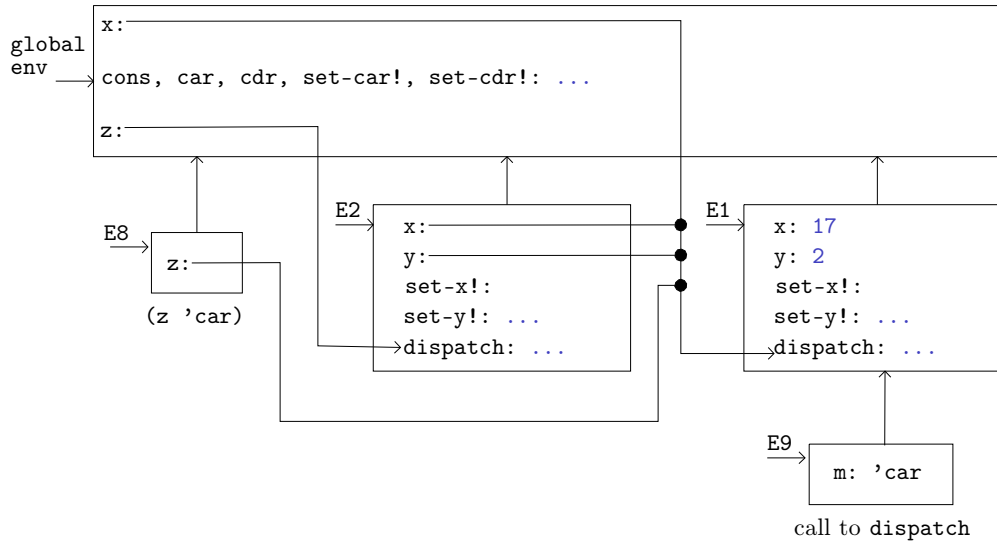 x:
global
env
cons, car, cdr, set-car!, set-cdr!: ...
z:
E8
z:
(z 'car)
E2
x:
y:
set-x!:
set-y!: ...
dispatch: ...
E1
x: 17
y: 2
set-x!:
set-y!: ...
dispatch: ...
E9
m: 'car
call to dispatch